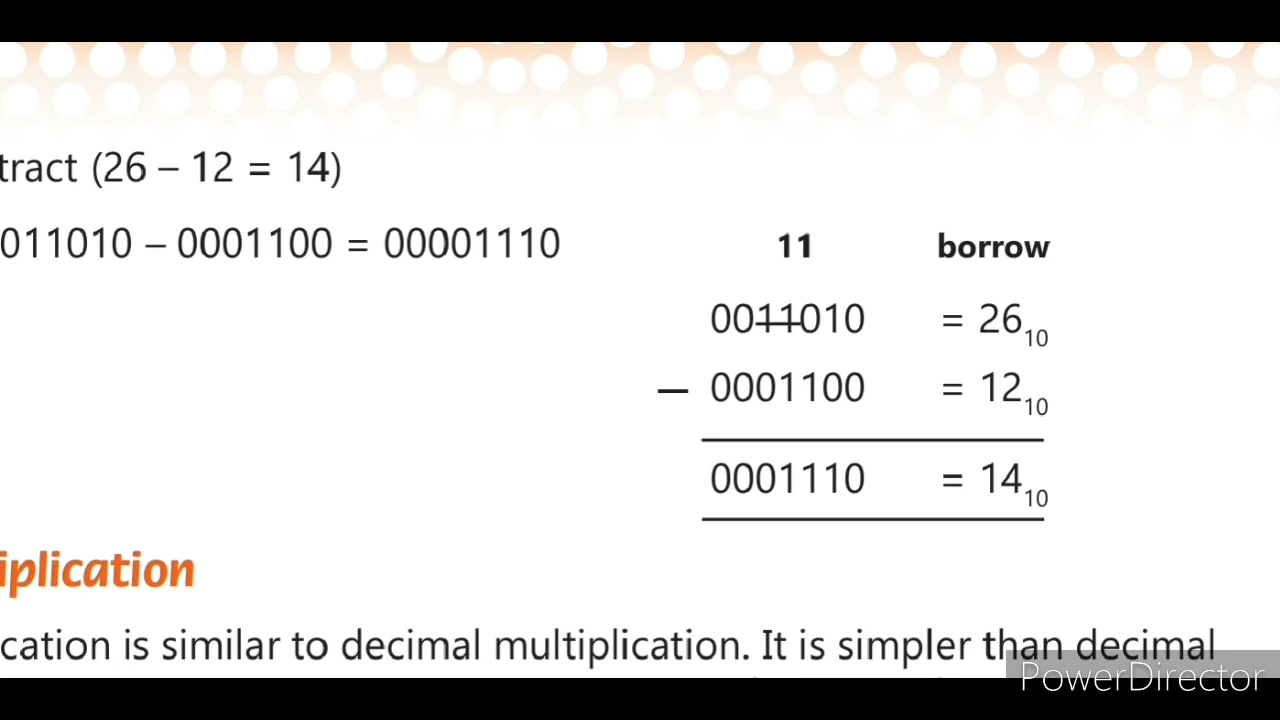 tract (26 – 12 = 14)
011010 – 0001100 = 00001110
11 borrow
0011010 = 26₁₀
— 0001100 = 12₁₀
0001110 = 14₁₀
iplication
cation is similar to decimal multiplication. It is simpler than decimal
PowerDirector